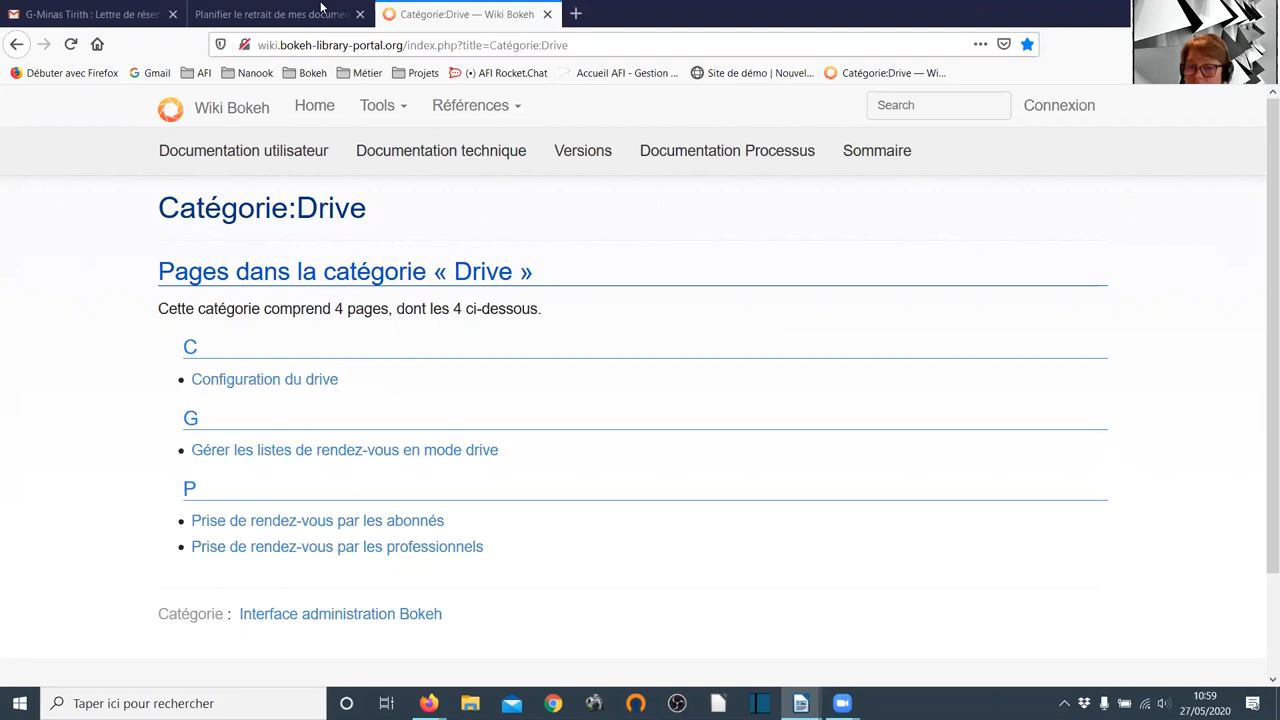 G-Minas Tirith : Lettre de réser
Planifier le retrait de mes documen
Catégorie:Drive — Wiki Bokeh
wiki.bokeh-library-portal.org/index.php?title=Catégorie:Drive
Débuter avec Firefox
Gmail
AFI
Nanook
Bokeh
Métier
Projets
(•) AFI Rocket.Chat
Accueil AFI - Gestion ...
Site de démo | Nouvel...
Catégorie:Drive — Wi...
Wiki Bokeh
Home
Tools
Références
Search
Connexion
Documentation utilisateur
Documentation technique
Versions
Documentation Processus
Sommaire
Catégorie:Drive
Pages dans la catégorie « Drive »
Cette catégorie comprend 4 pages, dont les 4 ci-dessous.
C
• Configuration du drive
G
• Gérer les listes de rendez-vous en mode drive
P
• Prise de rendez-vous par les abonnés
• Prise de rendez-vous par les professionnels
Catégorie : Interface administration Bokeh
Taper ici pour rechercher
10:59
27/05/2020